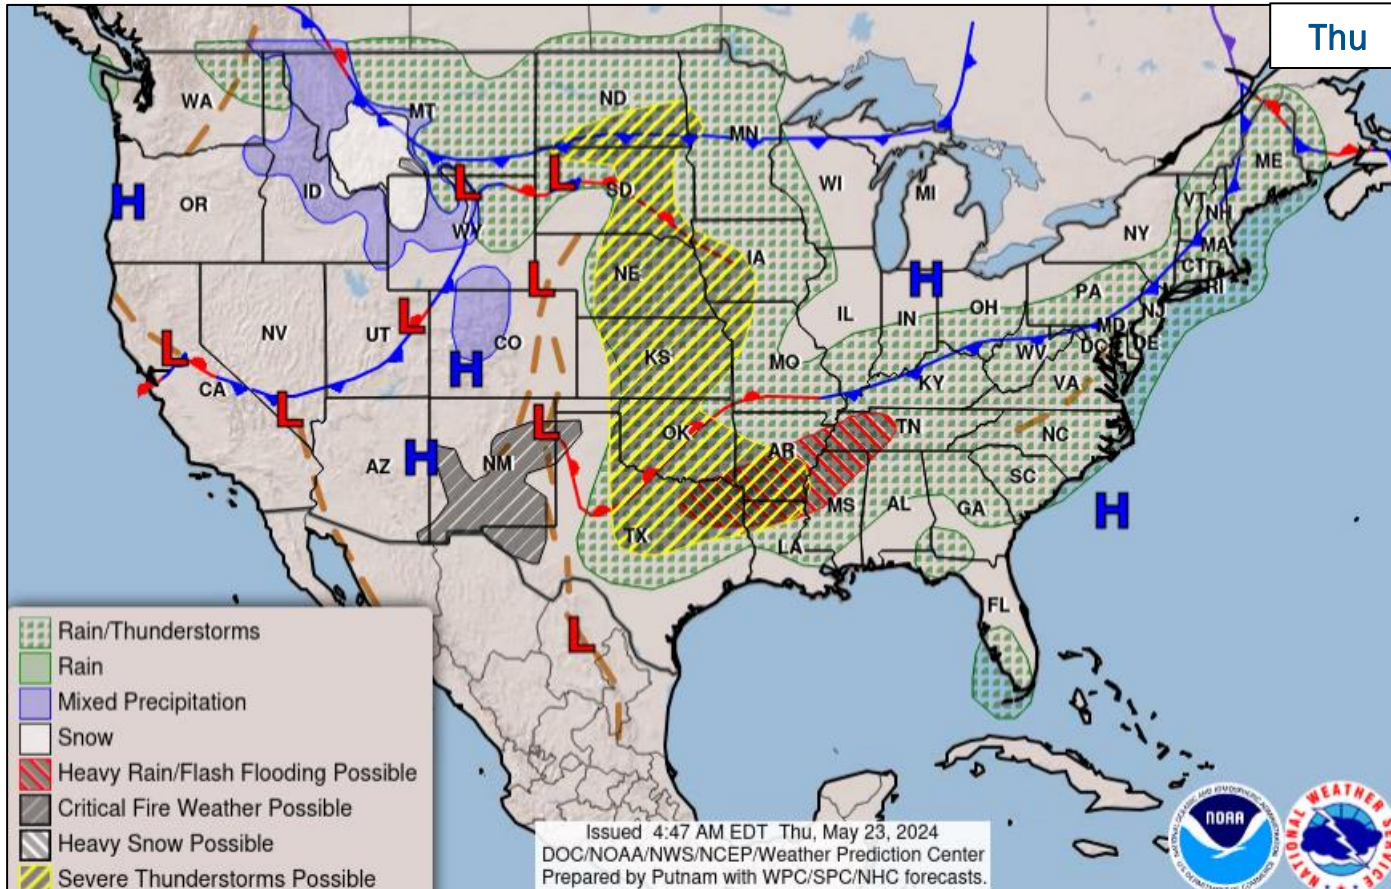 Thu
WA
MT
ND
MN
ME
OR
ID
WY
SD
WI
MI
VT
NH
NY
MA
CT
RI
NE
IA
PA
NJ
NV
UT
CO
IL
IN
OH
MD
DE
DC
WV
VA
CA
KS
MO
KY
AZ
NM
OK
AR
TN
NC
SC
TX
LA
MS
AL
GA
FL
H
H
H
H
H
L
L
L
L
L
L
L
L
Rain/Thunderstorms
Rain
Mixed Precipitation
Snow
Heavy Rain/Flash Flooding Possible
Critical Fire Weather Possible
Heavy Snow Possible
Severe Thunderstorms Possible
Issued 4:47 AM EDT Thu, May 23, 2024
DOC/NOAA/NWS/NCEP/Weather Prediction Center
Prepared by Putnam with WPC/SPC/NHC forecasts.
NOAA
NATIONAL WEATHER SERVICE